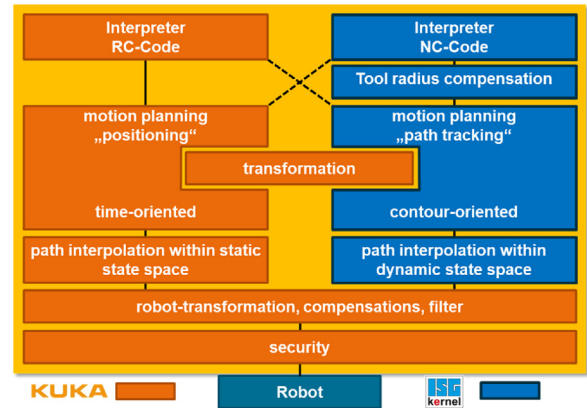 Interpreter
RC-Code
Interpreter
NC-Code
Tool radius compensation
motion planning
„positioning“
motion planning
„path tracking“
transformation
time-oriented
contour-oriented
path interpolation within static
state space
path interpolation within
dynamic state space
robot-transformation, compensations, filter
security
KUKA
Robot
ISG
kernel